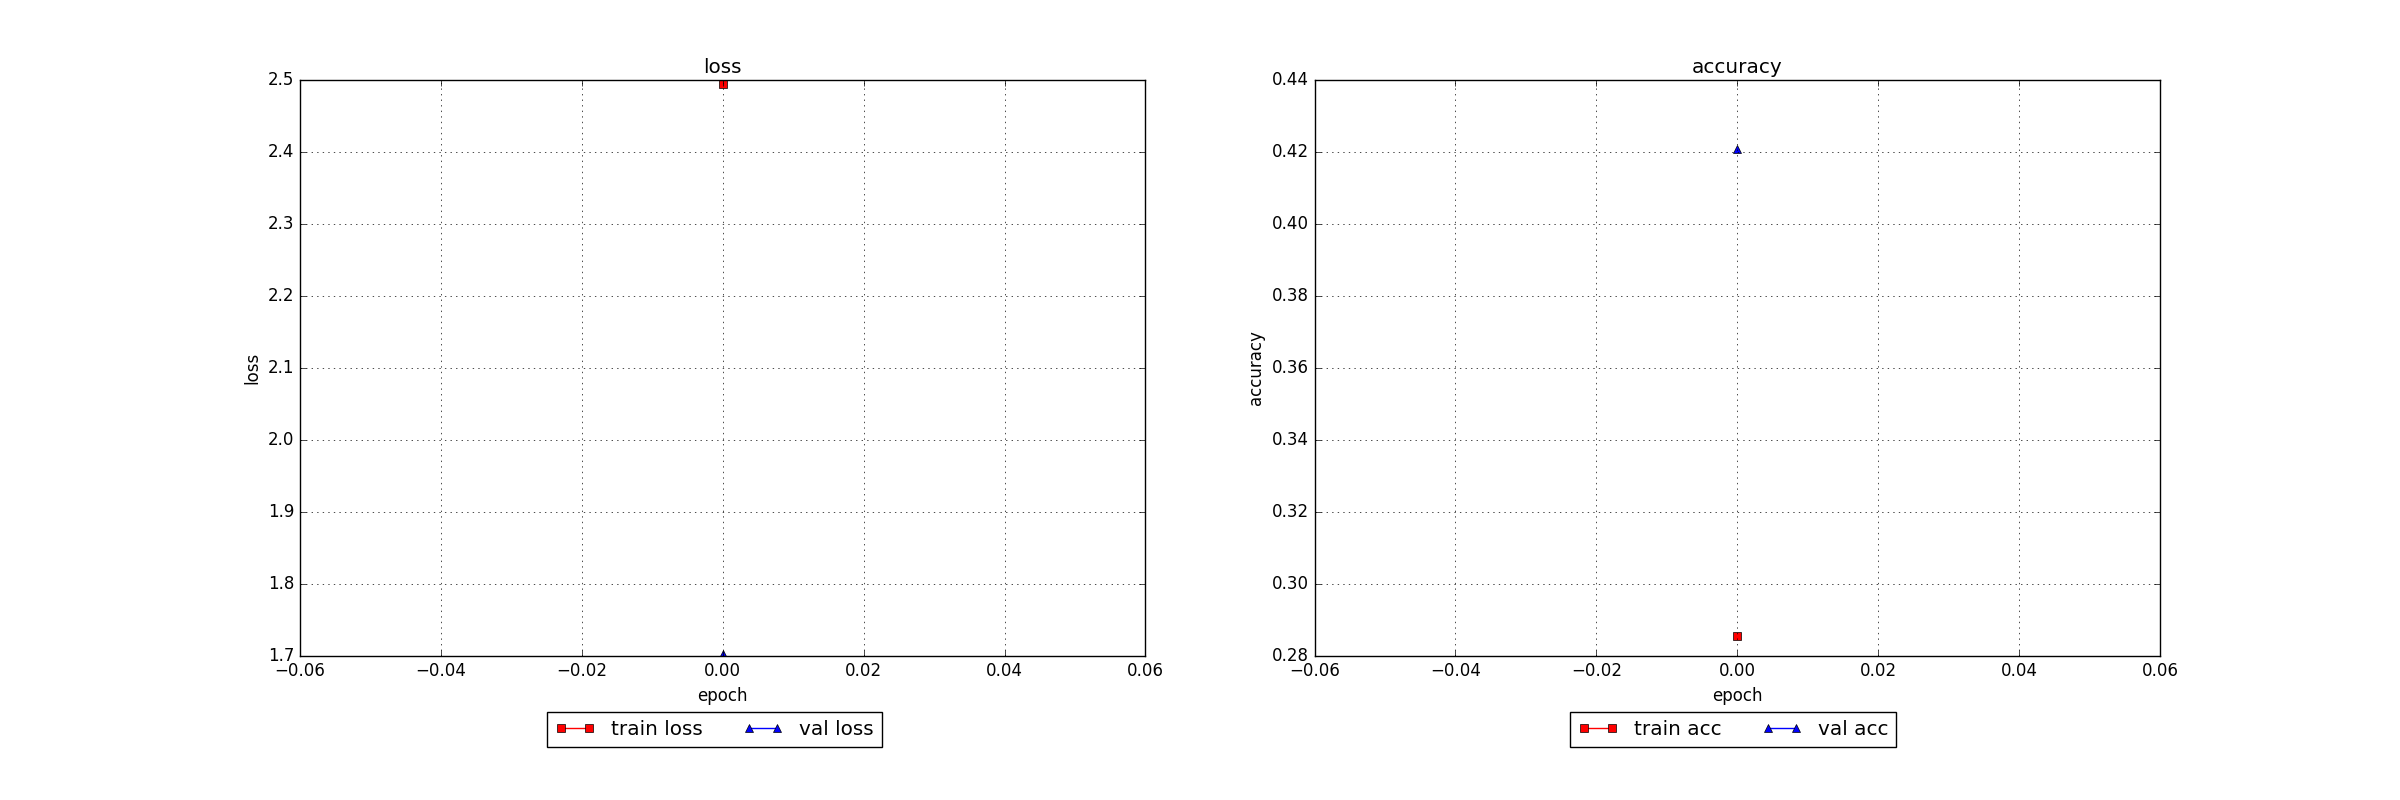 loss
2.5
2.4
2.3
2.2
2.1
2.0
1.9
1.8
1.7
loss
−0.06 −0.04 −0.02 0.00 0.02 0.04 0.06
epoch
train loss val loss
accuracy
0.44
0.42
0.40
0.38
0.36
0.34
0.32
0.30
0.28
accuracy
−0.06 −0.04 −0.02 0.00 0.02 0.04 0.06
epoch
train acc val acc